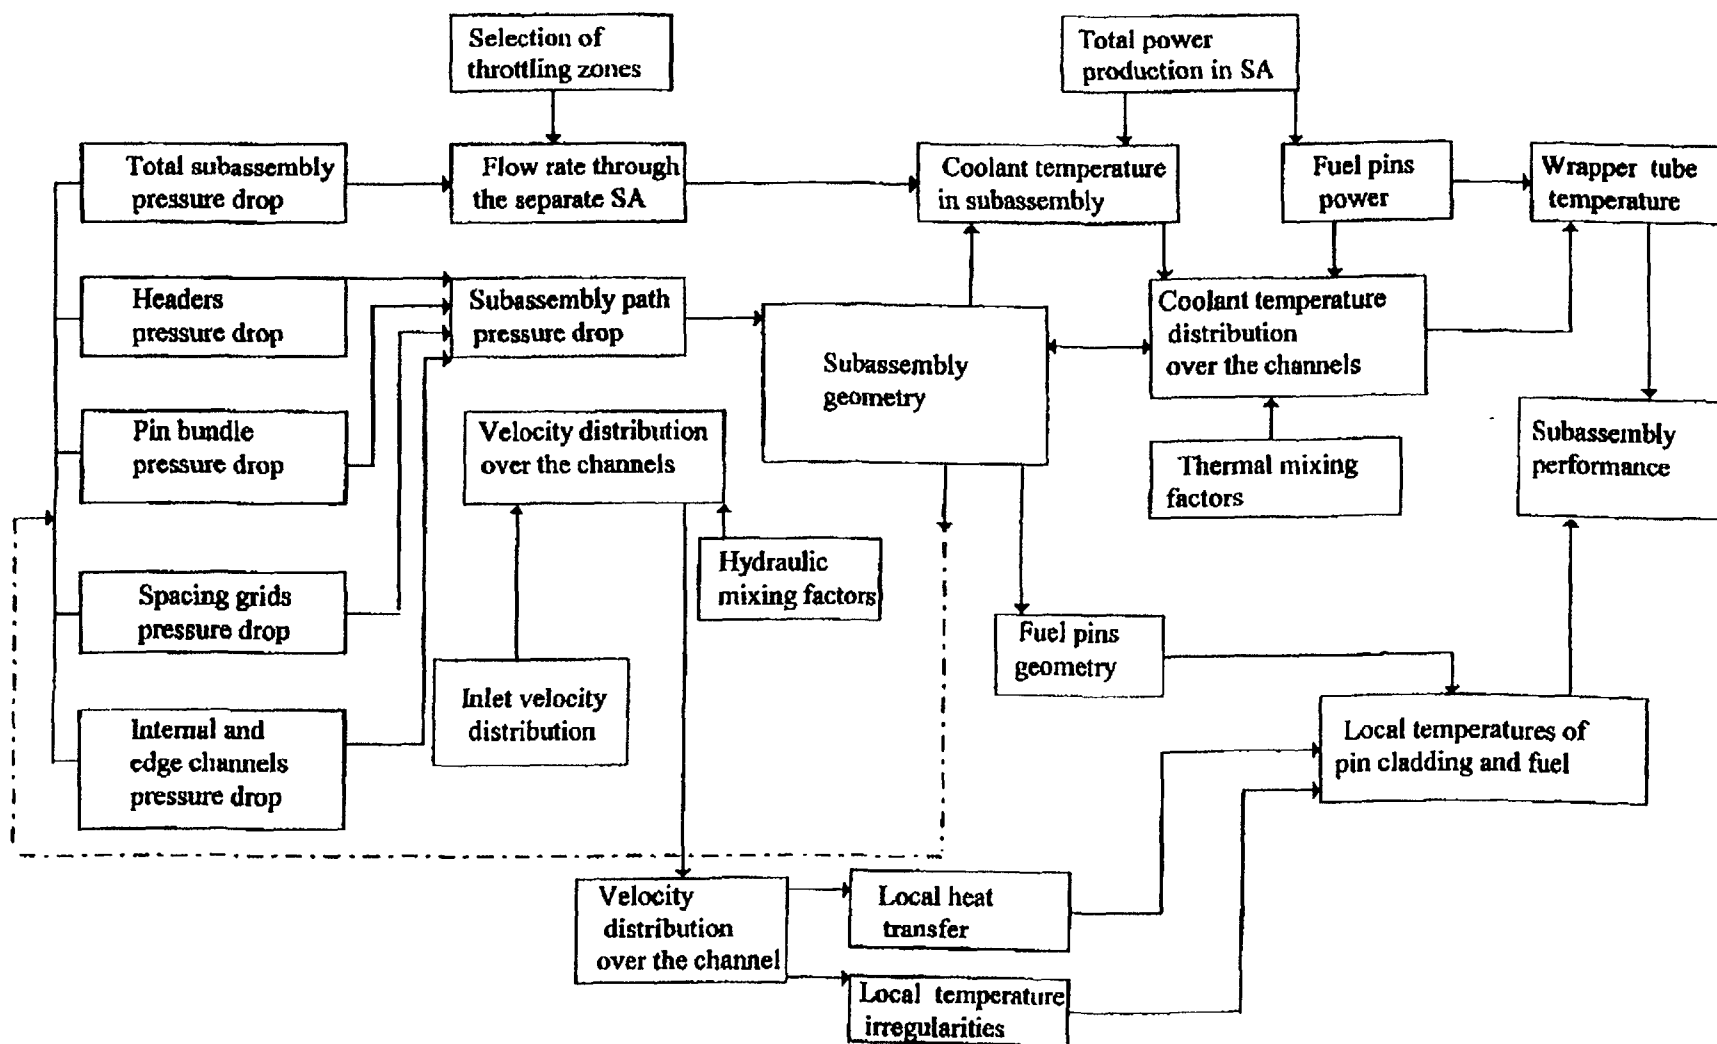 Selection of
throttling zones
Total power
production in SA
Total subassembly
pressure drop
Flow rate through
the separate SA
Coolant temperature
in subassembly
Fuel pins
power
Wrapper tube
temperature
Headers
pressure drop
Subassembly path
pressure drop
Subassembly
geometry
Coolant temperature
distribution
over the channels
Pin bundle
pressure drop
Velocity distribution
over the channels
Thermal mixing
factors
Subassembly
performance
Hydraulic
mixing factors
Spacing grids
pressure drop
Fuel pins
geometry
Inlet velocity
distribution
Internal and
edge channels
pressure drop
Local temperatures of
pin cladding and fuel
Velocity
distribution
over the channel
Local heat
transfer
Local temperature
irregularities